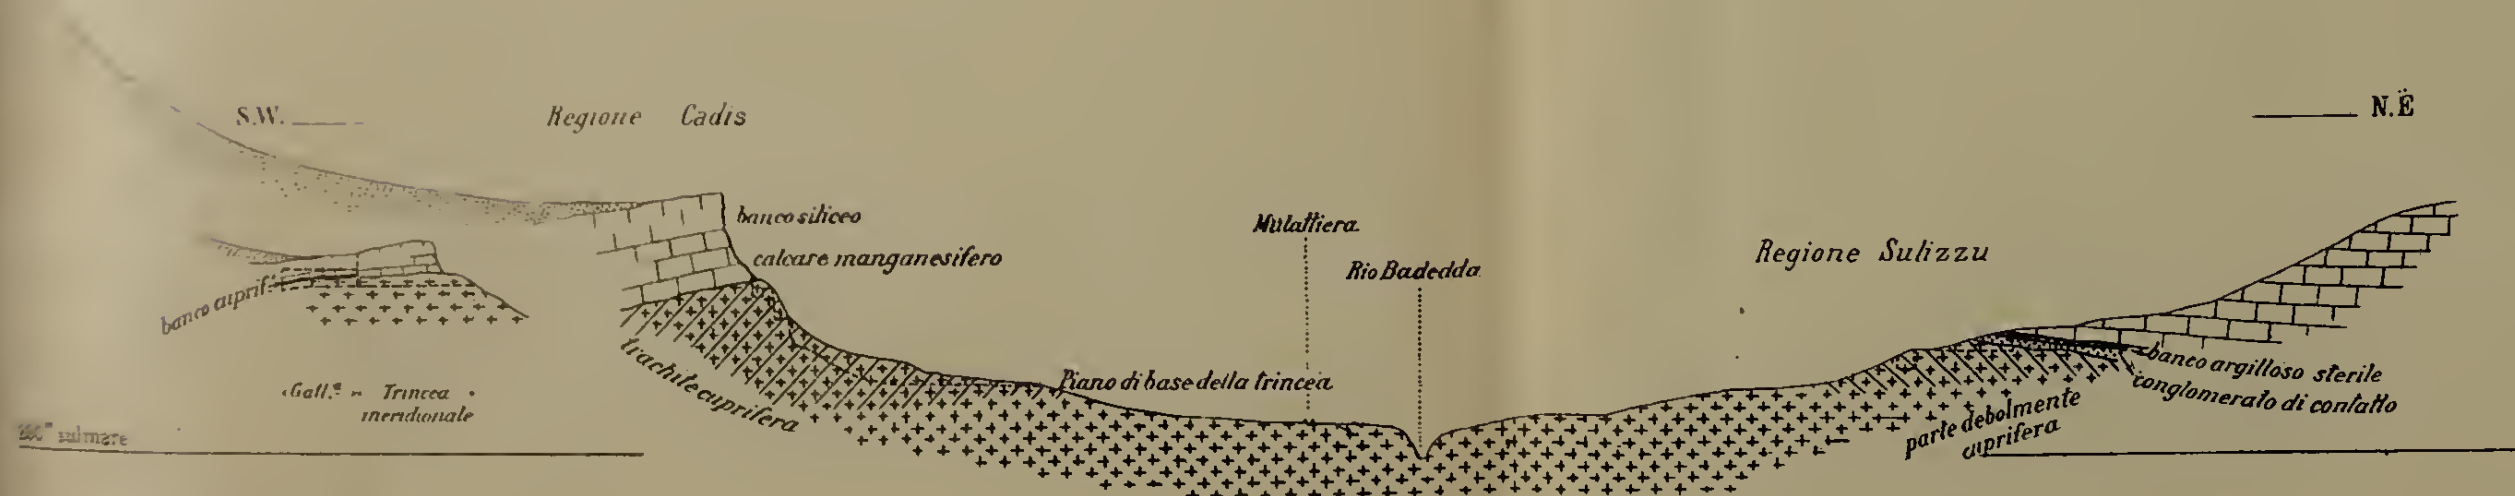 S.W.
Regione Cadis
N.E
banco siliceo
calcare manganesifero
Mulattiera
Rio Badedda
Regione Sulizzu
banco cuprif.
trachite cuprifera
Piano di base della trincea
banco argilloso sterile
conglomerato di contatto
parte debolmente
cuprifera
«Gall.ª» Trincea
meridionale
sul mare